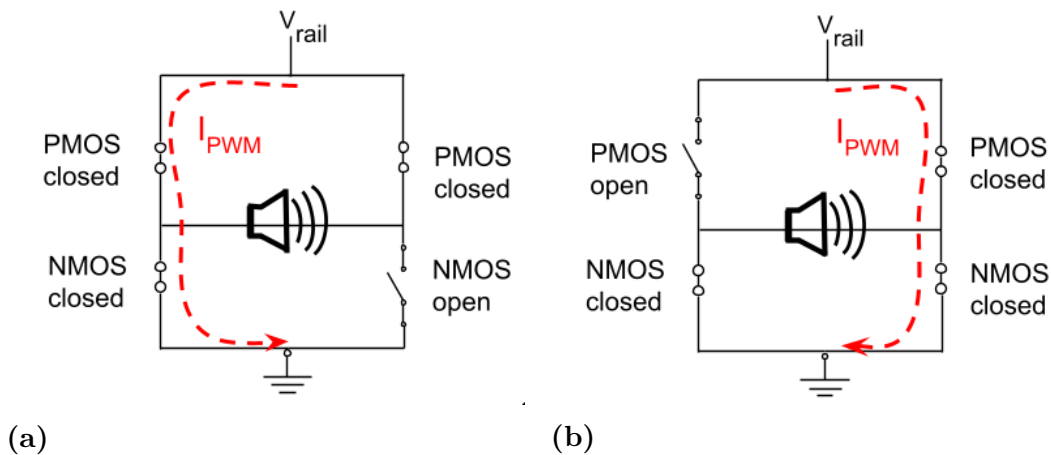 V
rail
I
PWM
PMOS
closed
PMOS
closed
NMOS
closed
NMOS
open
(a)
V
rail
I
PWM
PMOS
open
PMOS
closed
NMOS
closed
NMOS
closed
(b)